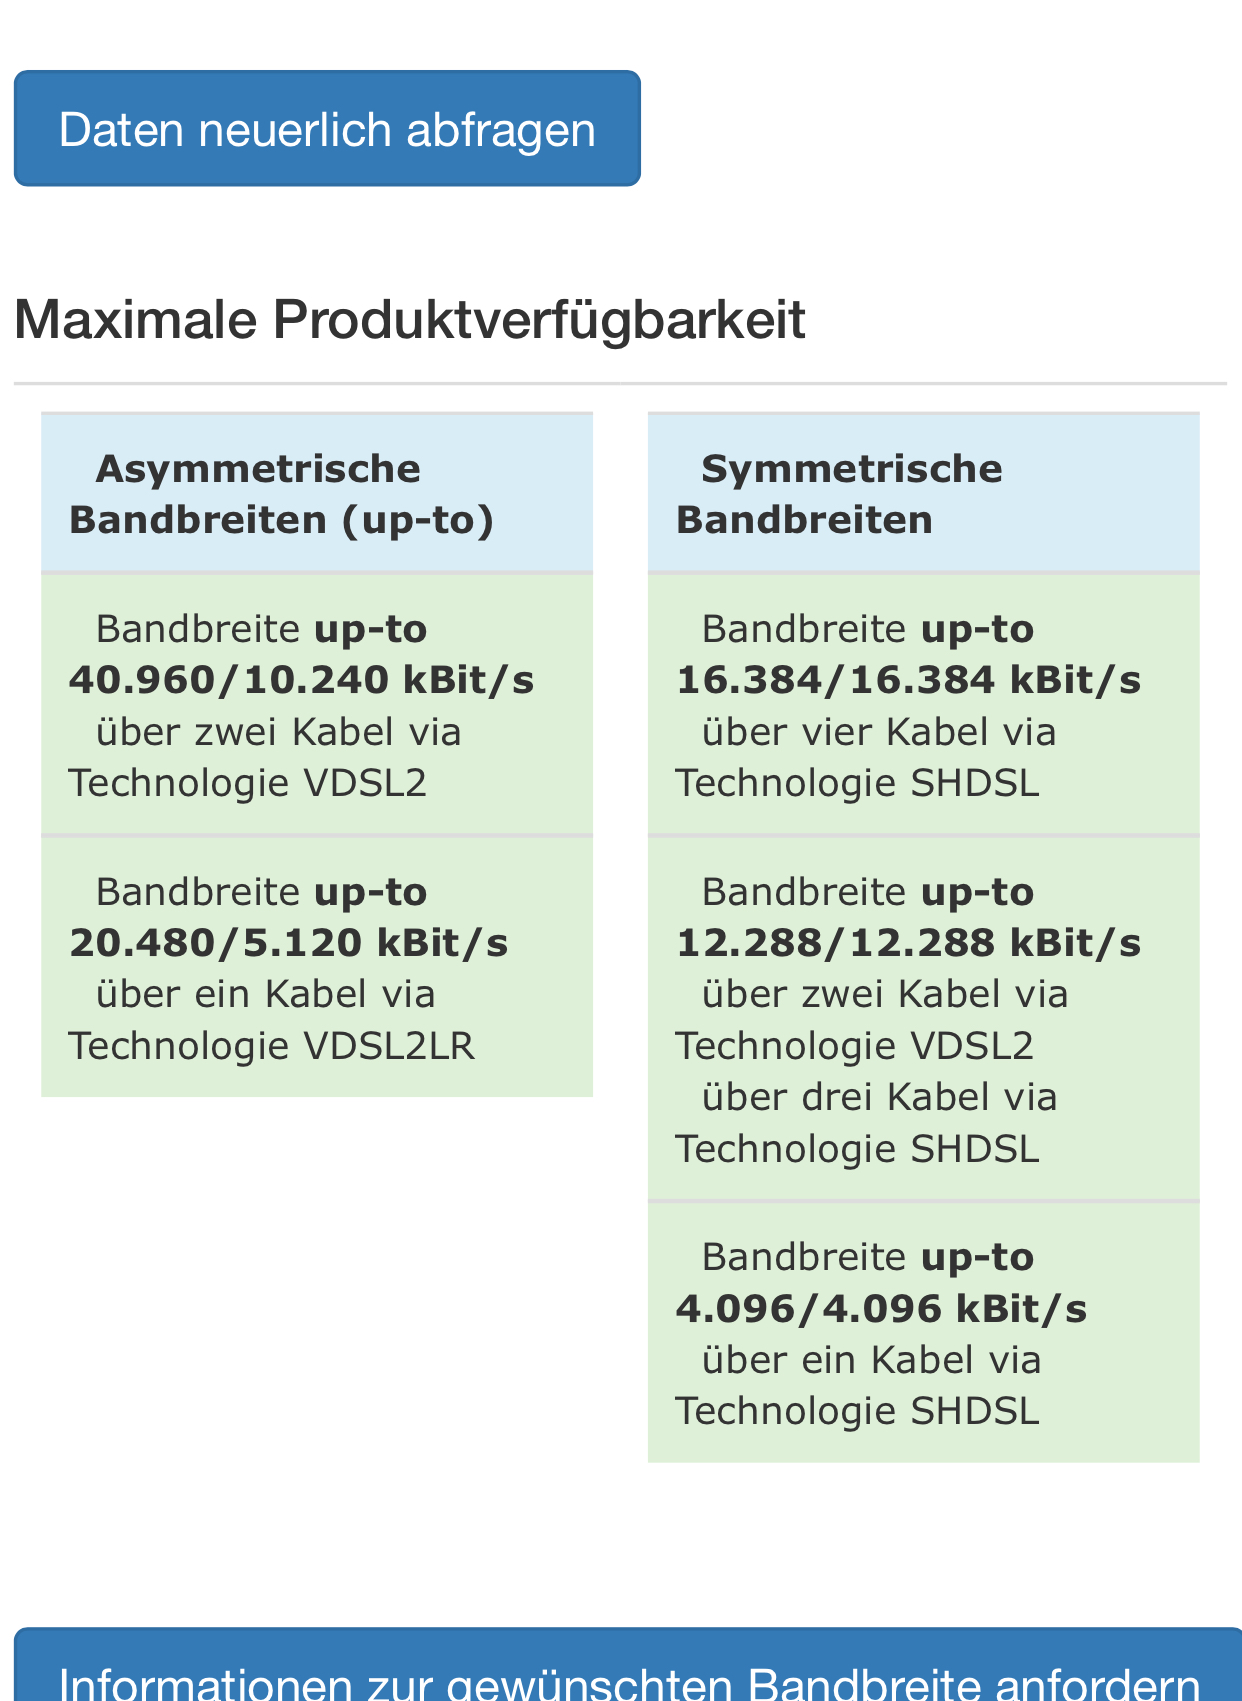 Daten neuerlich abfragen
Maximale Produktverfügbarkeit
Asymmetrische
Bandbreiten (up-to)
Bandbreite up-to
40.960/10.240 kBit/s
über zwei Kabel via
Technologie VDSL2
Bandbreite up-to
20.480/5.120 kBit/s
über ein Kabel via
Technologie VDSL2LR
Symmetrische
Bandbreiten
Bandbreite up-to
16.384/16.384 kBit/s
über vier Kabel via
Technologie SHDSL
Bandbreite up-to
12.288/12.288 kBit/s
über zwei Kabel via
Technologie VDSL2
über drei Kabel via
Technologie SHDSL
Bandbreite up-to
4.096/4.096 kBit/s
über ein Kabel via
Technologie SHDSL
Informationen zur gewünschten Bandbreite anfordern